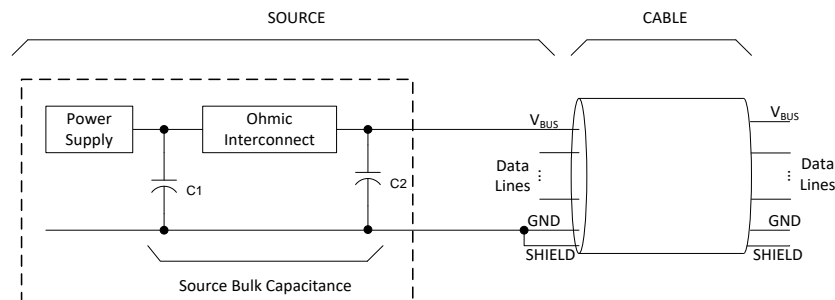 SOURCE
CABLE
Power
Supply
Ohmic
Interconnect
C1
C2
Source Bulk Capacitance
VBUS
Data
Lines
...
GND
SHIELD
VBUS
...
Data
Lines
GND
SHIELD